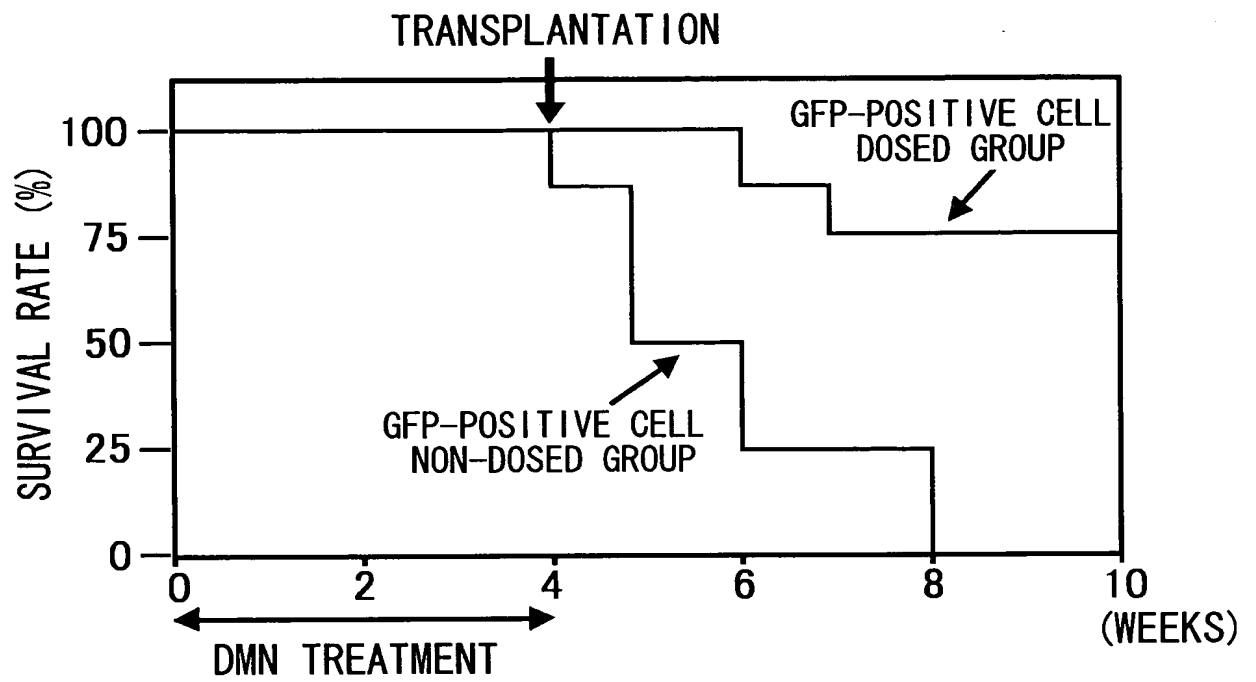 TRANSPLANTATION
GFP-POSITIVE CELL
DOSED GROUP
SURVIVAL RATE (%)
100
75
50
25
0
GFP-POSITIVE CELL
NON-DOSED GROUP
0 2 4 6 8 10
(WEEKS)
DMN TREATMENT